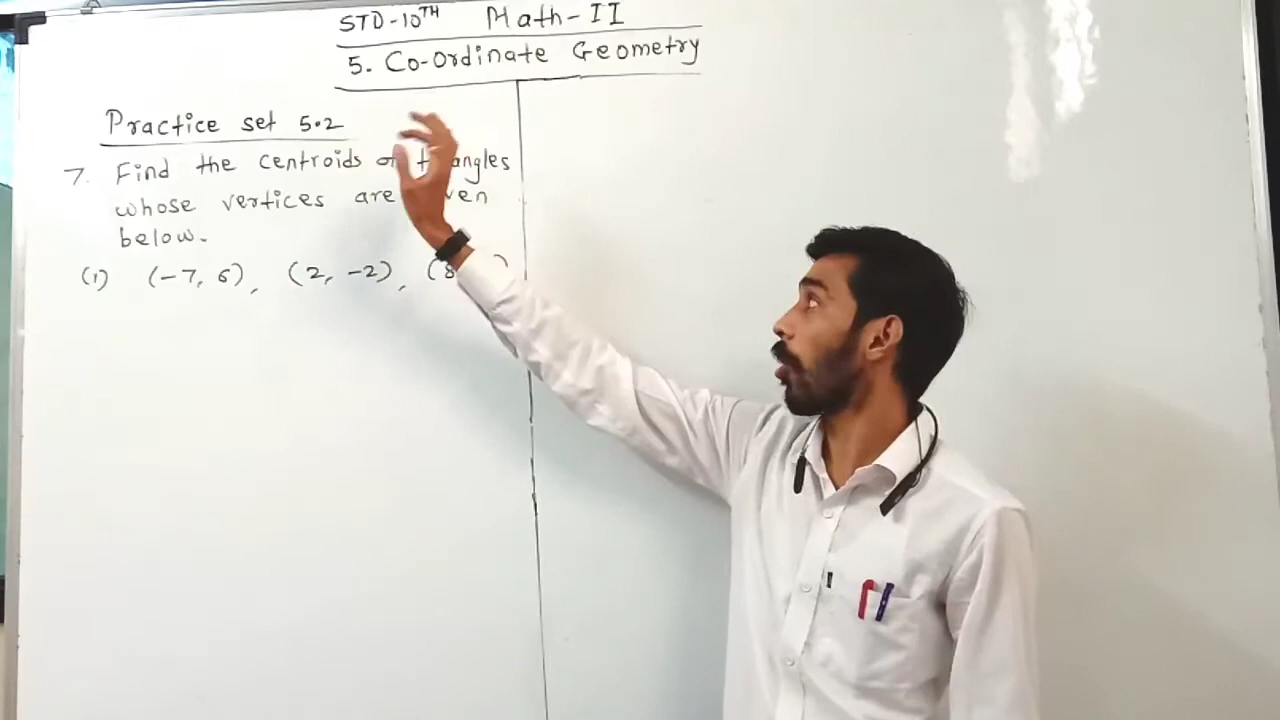 STD-10TH Math-II
5. Co-Ordinate Geometry
Practice set 5.2
7. Find the centroids
whose vertices are
below.
(1) (-7, 6), (2, -2), (8